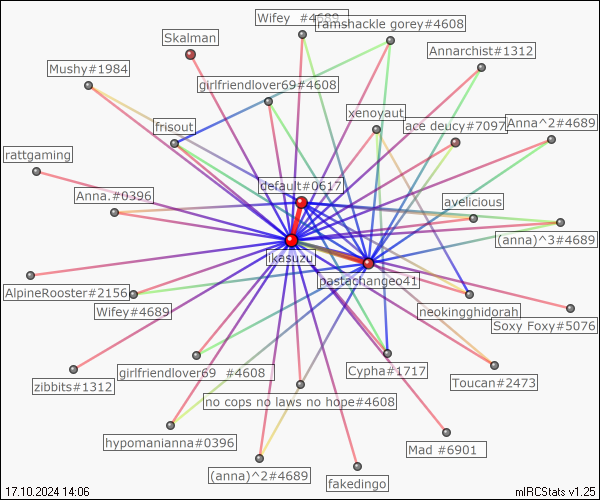 Wifey #4689
ramshackle gorey#4608
Skalman
Annarchist#1312
Mushy#1984
girlfriendlover69#4608
xenoyaut
frisout
ace deucy#7097
Anna^2#4689
rattgaming
default#0617
Anna.#0396
avelicious
(anna)^3#4689
ikasuzu
pastachangeo41
AlpineRooster#2156
Wifey#4689
neokingghidorah
Soxy Foxy#5076
zibbits#1312
girlfriendlover69 #4608
Cypha#1717
Toucan#2473
no cops no laws no hope#4608
hypomanianna#0396
Mad #6901
(anna)^2#4689
fakedingo
17.10.2024 14:06
mIRCStats v1.25